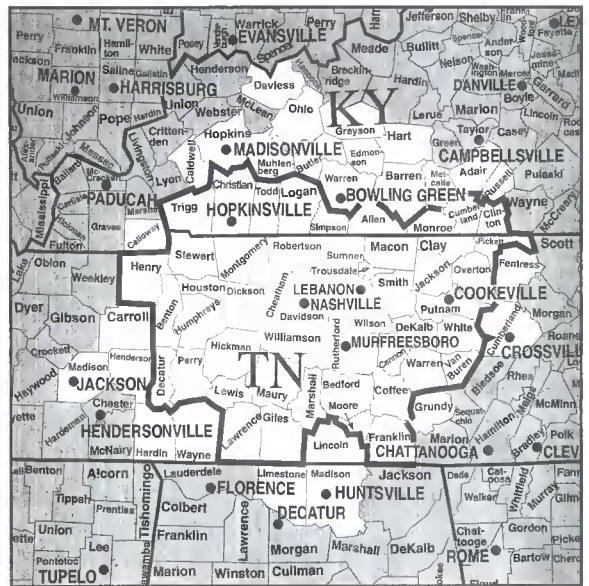 Jefferson Shelby
MT. VERON Warrick Perry
Perry EVANSVILLE Bullitt Spencer Anderson Fayette
Franklin Hamilton White Posey Spencer Meade Nelson
Jackson Saline Gallatin Henderson Hancock Breckinridge Washington Mercer
MARION Daviess Hardin DANVILLE Garrard
Williamson HARRISBURG Union McLean Ohio KY Boyle
Union Webster Marion Lincoln
Pope Hardin Larue
Johnson Crittenden Hopkins Grayson Hart Taylor Casey
Massac Livingston MADISONVILLE Green CAMPBELLSVILLE
Ballard Caldwell Muhlenberg Butler Edmonson Adair
McCracken Lyon Warren Barren Metcalfe Russell Pulaski
Mississippi PADUCAH Christian Todd Logan BOWLING GREEN
Carlisle Marshall Trigg Allen Cumberland Clinton Wayne McCreary
Hickman Graves HOPKINSVILLE Simpson Monroe
Fulton Calloway
Robertson Macon Clay Pickett Scott
Lake Obion Henry Stewart Montgomery Sumner Fentress
Weakley Trousdale Overton
Houston Dickson Cheatham LEBANON Smith Jackson
Dyer Carroll Benton NASHVILLE COOKEVILLE
Gibson Humphreys Davidson Putnam Morgan
Wilson DeKalb White Cumberland Roane
Crockett Henderson Hickman Williamson Rutherford MURFREESBORO CROSSVILLE
Madison Decatur Perry Cannon Warren Van Buren Bledsoe
Haywood JACKSON TN Marshall Bedford Rhea
Chester Lewis Maury Coffee Meigs McMinn
Hardeman Moore Grundy Sequatchie
HENDERSONVILLE Lawrence Giles Hamilton Polk
McNairy Hardin Wayne Lincoln Franklin Marion Bradley
CHATTANOOGA CLEV
Benton Alcorn Lauderdale Limestone Madison Jackson Dade Catoosa
Tippah Tishomingo FLORENCE HUNTSVILLE Walker Whitfield Murray
Prentiss Colbert DECATUR
Union Franklin Lawrence Gordon
Lee Morgan Marshall DeKalb Chattooga
Pontotoc ROME
TUPELO Marion Winston Cullman Floyd Bartow